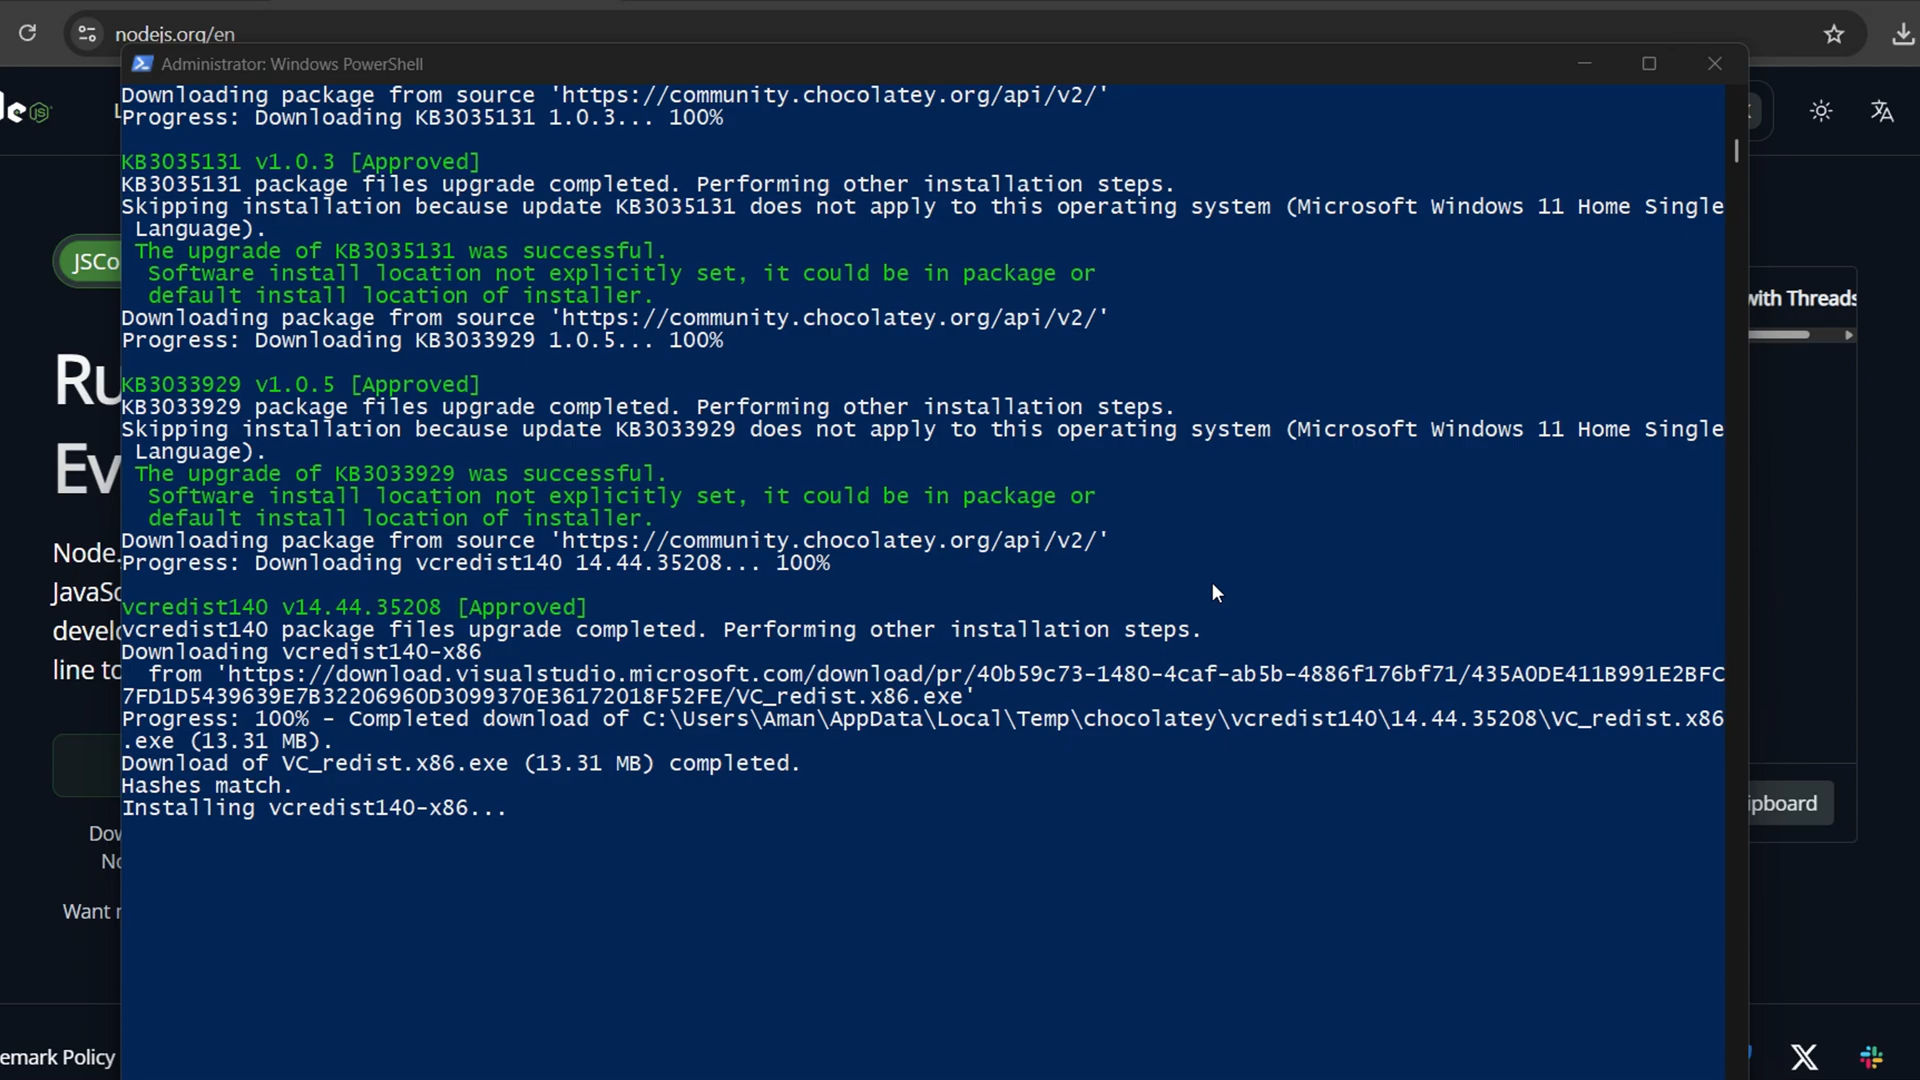 nodejs.org/en
Administrator: Windows PowerShell
Downloading package from source 'https://community.chocolatey.org/api/v2/'
Progress: Downloading KB3035131 1.0.3... 100%
KB3035131 v1.0.3 [Approved]
KB3035131 package files upgrade completed. Performing other installation steps.
Skipping installation because update KB3035131 does not apply to this operating system (Microsoft Windows 11 Home Single
Language).
The upgrade of KB3035131 was successful.
Software install location not explicitly set, it could be in package or
default install location of installer.
Downloading package from source 'https://community.chocolatey.org/api/v2/'
Progress: Downloading KB3033929 1.0.5... 100%
KB3033929 v1.0.5 [Approved]
KB3033929 package files upgrade completed. Performing other installation steps.
Skipping installation because update KB3033929 does not apply to this operating system (Microsoft Windows 11 Home Single
Language).
The upgrade of KB3033929 was successful.
Software install location not explicitly set, it could be in package or
default install location of installer.
Downloading package from source 'https://community.chocolatey.org/api/v2/'
Progress: Downloading vcredist140 14.44.35208... 100%
vcredist140 v14.44.35208 [Approved]
vcredist140 package files upgrade completed. Performing other installation steps.
Downloading vcredist140-x86
from 'https://download.visualstudio.microsoft.com/download/pr/40b59c73-1480-4caf-ab5b-4886f176bf71/435A0DE411B991E2BFC
7FD1D5439639E7B32206960D3099370E36172018F52FE/VC_redist.x86.exe'
Progress: 100% - Completed download of C:\Users\Aman\AppData\Local\Temp\chocolatey\vcredist140\14.44.35208\VC_redist.x86
.exe (13.31 MB).
Download of VC_redist.x86.exe (13.31 MB) completed.
Hashes match.
Installing vcredist140-x86...
JSCo
Ru
Ev
Node.
JavaSc
develo
line to
Dow
No
Want
emark Policy
with Threads
ipboard